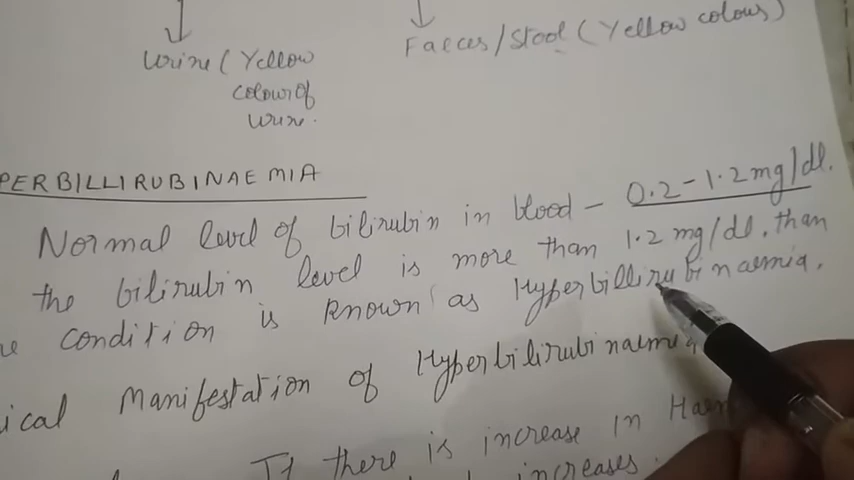 Urine (Yellow
colour of
Urine.
Faeces/Stool (Yellow colour)
PERBILLIRUBINAEMIA
Normal level of bilirubin in blood - 0.2-1.2 mg/dl.
the bilirubin level is more than 1.2 mg/dl. than
condition is known as Hyperbillirubinaemia.
ical manifestation of Hyperbilirubinaemia
If there is increase in Haem
increases.